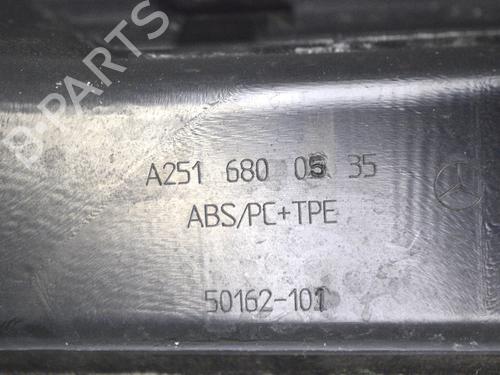 B-PARTS
A251 680 05 35
ABS/PC+TPE
50162-101